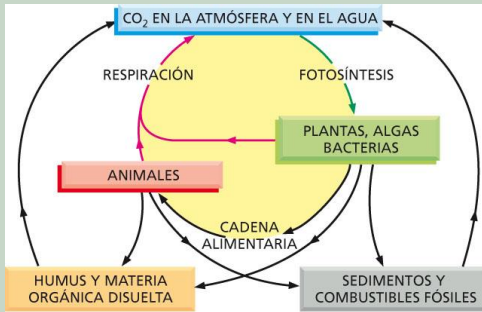 CO₂ EN LA ATMÓSFERA Y EN EL AGUA
RESPIRACIÓN
FOTOSÍNTESIS
PLANTAS, ALGAS
BACTERIAS
ANIMALES
CADENA
ALIMENTARIA
HUMUS Y MATERIA
ORGÁNICA DISUELTA
SEDIMENTOS Y
COMBUSTIBLES FÓSILES